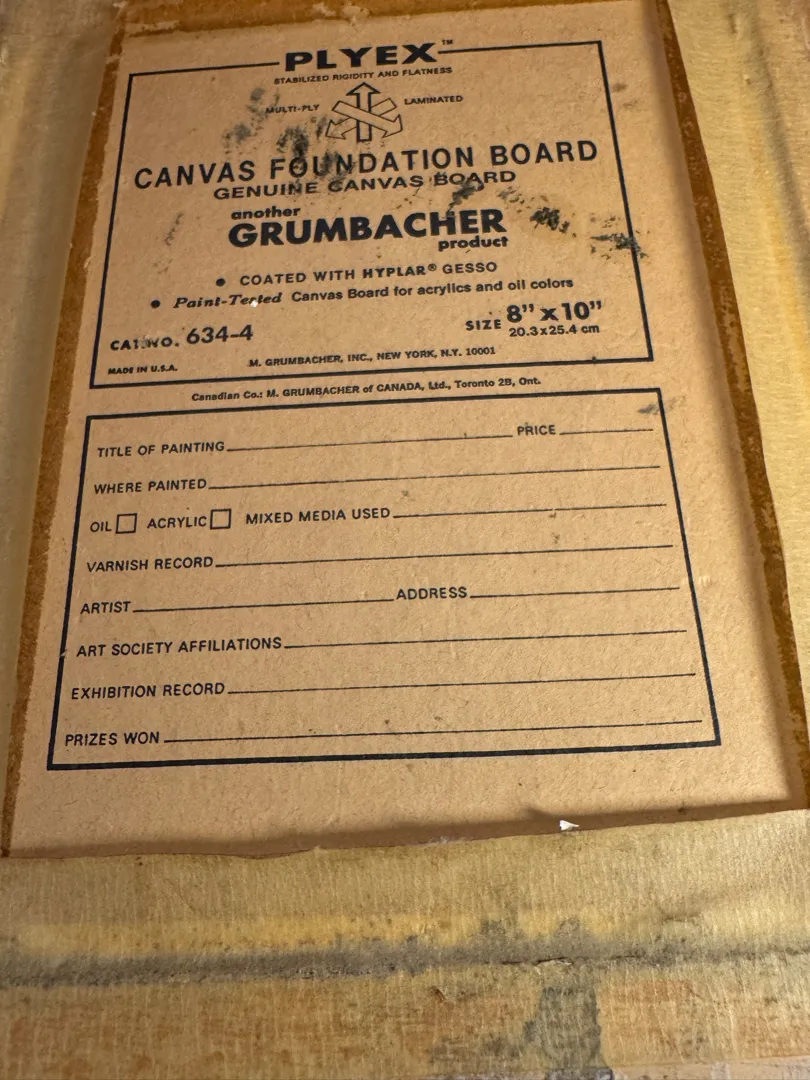 PLYEX™
STABILIZED RIGIDITY AND FLATNESS
MULTI-PLY LAMINATED
CANVAS FOUNDATION BOARD
GENUINE CANVAS BOARD
another
GRUMBACHER
product
• COATED WITH HYPLAR® GESSO
• Paint-Tested Canvas Board for acrylics and oil colors
CAT. NO. 634-4 SIZE 8" x 10"
20.3x25.4 cm
MADE IN U.S.A. M. GRUMBACHER, INC., NEW YORK, N.Y. 10001
Canadian Co.: M. GRUMBACHER of CANADA, Ltd., Toronto 2B, Ont.
TITLE OF PAINTING PRICE
WHERE PAINTED
OIL ACRYLIC MIXED MEDIA USED
VARNISH RECORD
ARTIST ADDRESS
ART SOCIETY AFFILIATIONS
EXHIBITION RECORD
PRIZES WON